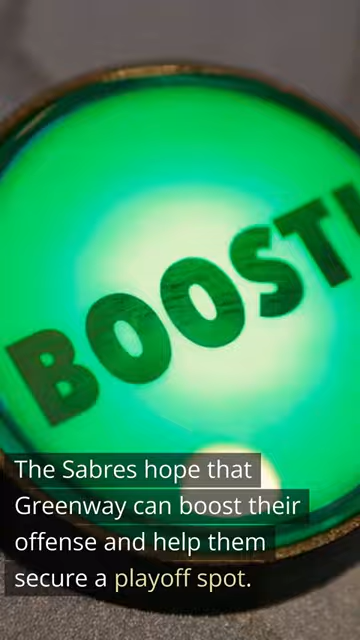 BOOST!
The Sabres hope that
Greenway can boost their
offense and help them
secure a playoff spot.